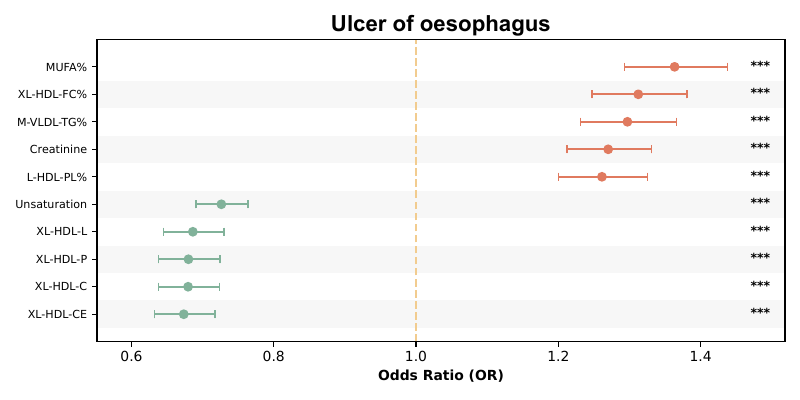 Ulcer of oesophagus
MUFA% ***
XL-HDL-FC% ***
M-VLDL-TG% ***
Creatinine ***
L-HDL-PL% ***
Unsaturation ***
XL-HDL-L ***
XL-HDL-P ***
XL-HDL-C ***
XL-HDL-CE ***
0.6 0.8 1.0 1.2 1.4
Odds Ratio (OR)